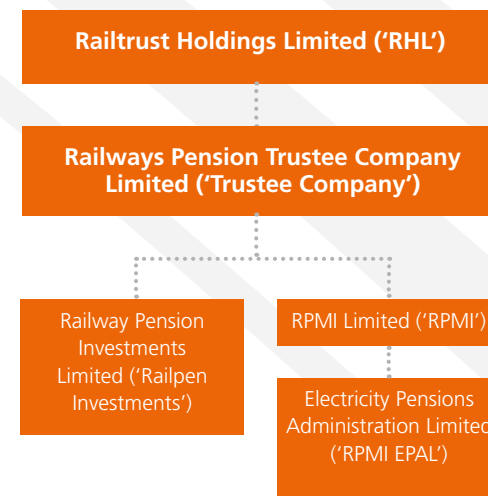 Railtrust Holdings Limited (‘RHL’)
Railways Pension Trustee Company
Limited (‘Trustee Company’)
Railway Pension
Investments
Limited (‘Railpen
Investments’)
RPMI Limited (‘RPMI’)
Electricity Pensions
Administration Limited
(‘RPMI EPAL’)